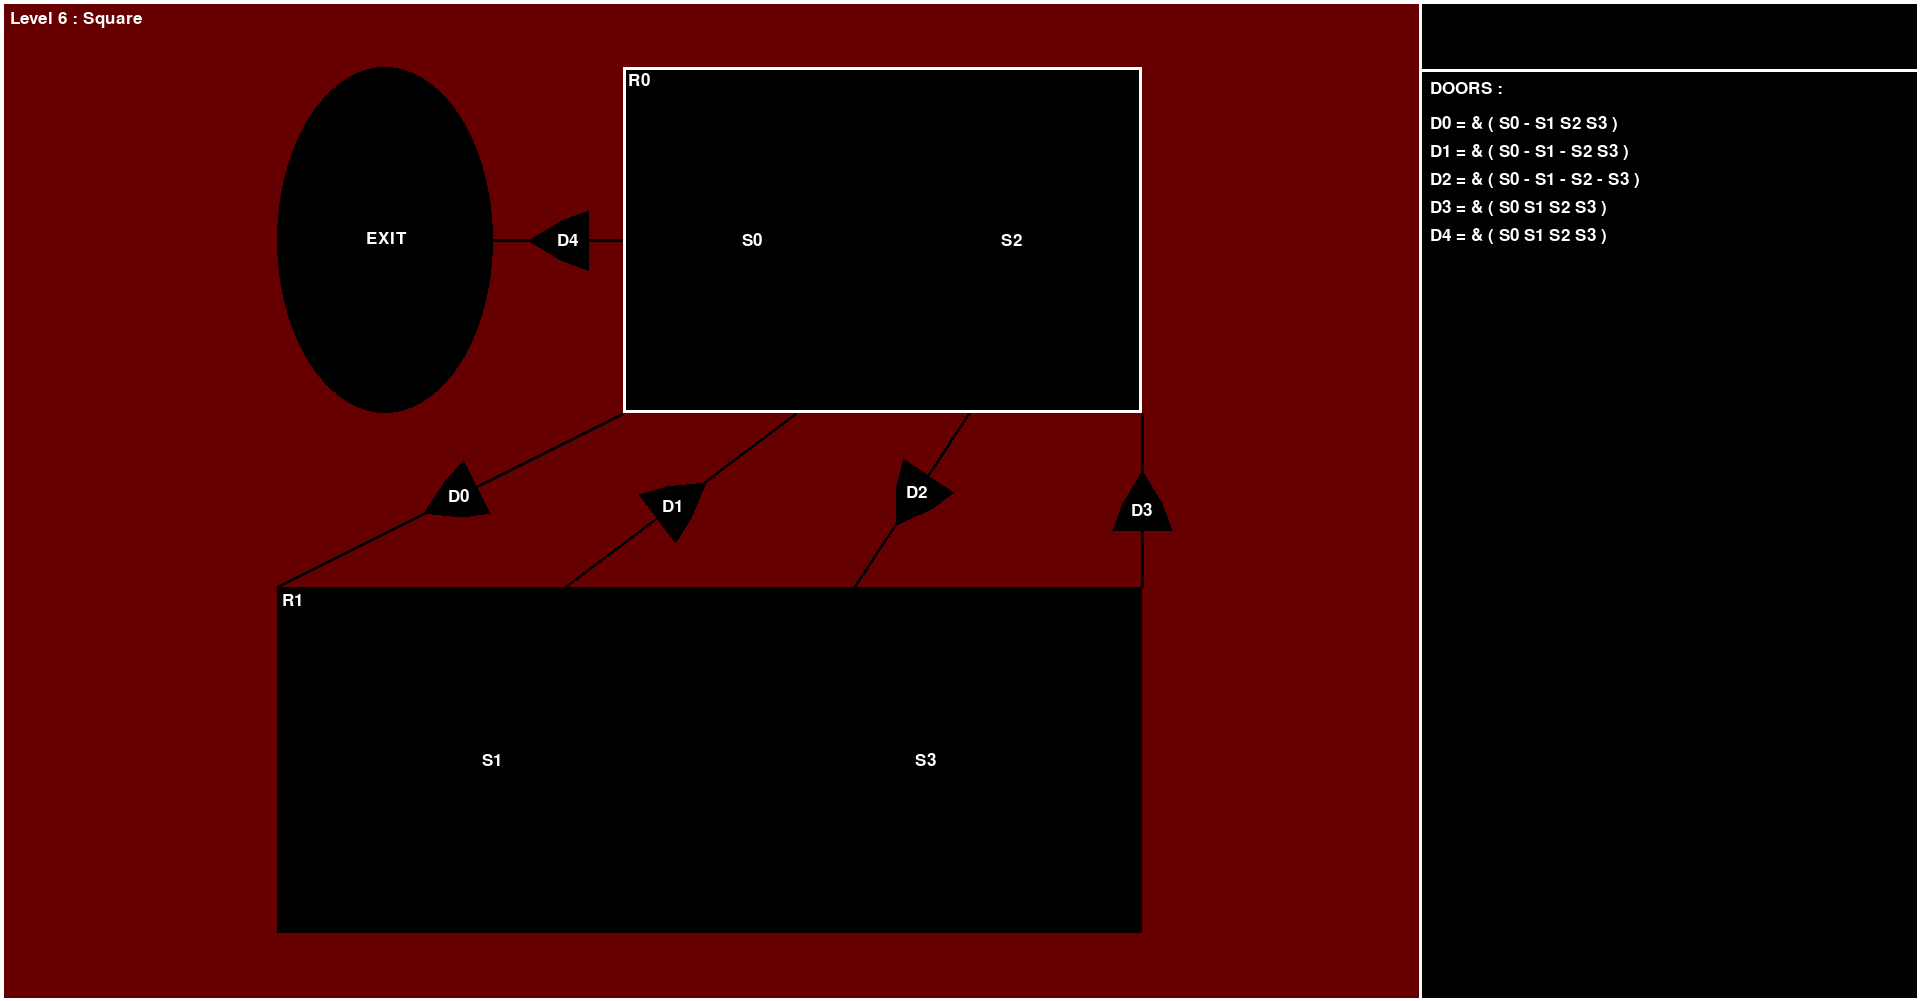 Level 6 : Square
R0
EXIT
D4
S0
S2
D0
D1
D2
D3
R1
S1
S3
DOORS :
D0 = & ( S0 - S1 S2 S3 )
D1 = & ( S0 - S1 - S2 S3 )
D2 = & ( S0 - S1 - S2 - S3 )
D3 = & ( S0 S1 S2 S3 )
D4 = & ( S0 S1 S2 S3 )